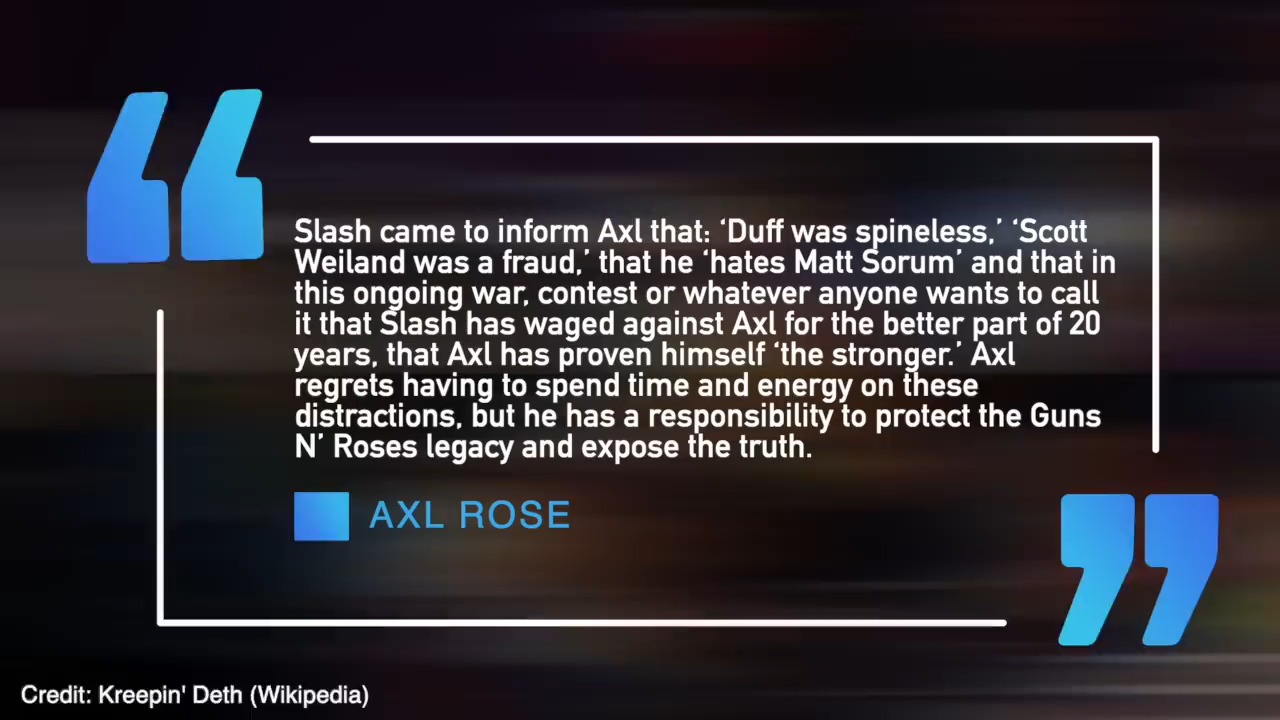 Slash came to inform Axl that: ‘Duff was spineless,’ ‘Scott
Weiland was a fraud,’ that he ‘hates Matt Sorum’ and that in
this ongoing war, contest or whatever anyone wants to call
it that Slash has waged against Axl for the better part of 20
years, that Axl has proven himself ‘the stronger.’ Axl
regrets having to spend time and energy on these
distractions, but he has a responsibility to protect the Guns
N’ Roses legacy and expose the truth.
AXL ROSE
Credit: Kreepin' Deth (Wikipedia)